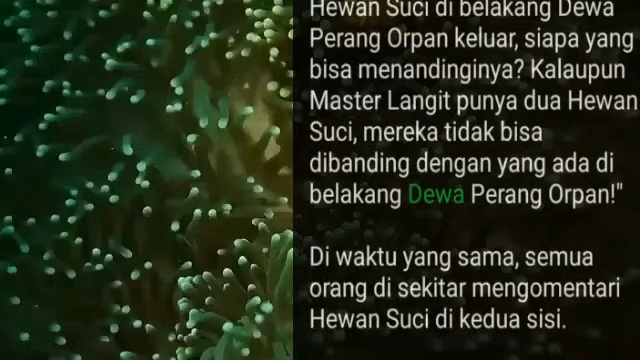 Hewan Suci di belakang Dewa
Perang Orpan keluar, siapa yang
bisa menandinginya? Kalaupun
Master Langit punya dua Hewan
Suci, mereka tidak bisa
dibanding dengan yang ada di
belakang Dewa Perang Orpan!"
Di waktu yang sama, semua
orang di sekitar mengomentari
Hewan Suci di kedua sisi.